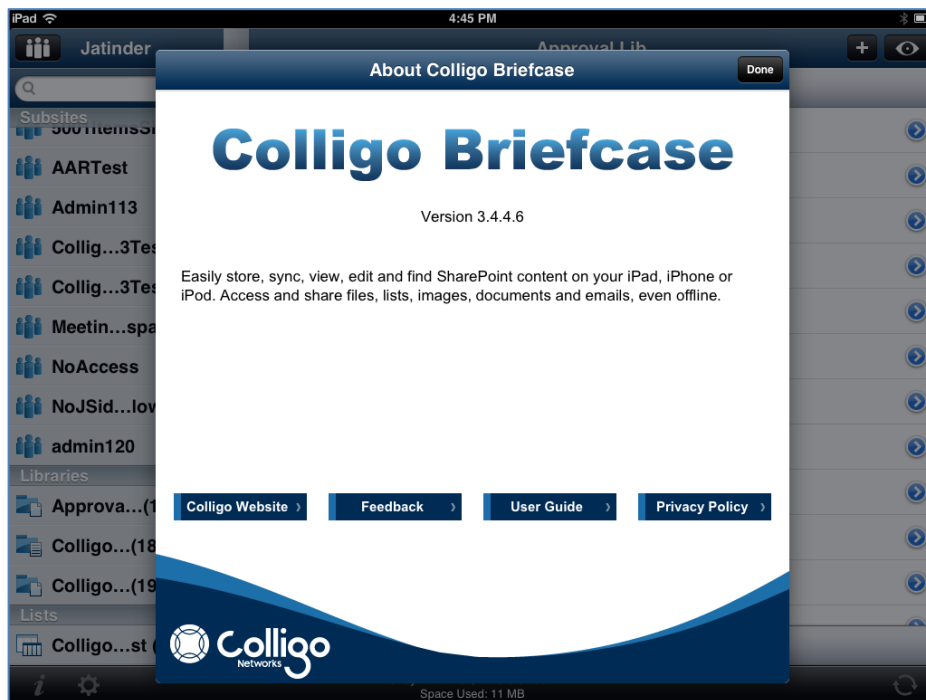 iPad
4:45 PM
Jatinder
Approval Lib
About Colligo Briefcase
Done
Subsites
Colligo Briefcase
AARTest
Version 3.4.4.6
Admin113
Collig...3Tes
Easily store, sync, view, edit and find SharePoint content on your iPad, iPhone or
iPod. Access and share files, lists, images, documents and emails, even offline.
Collig...3Tes
Meetin...spa
NoAccess
NoJSid...low
admin120
Libraries
Approva...(1
Colligo Website
Feedback
User Guide
Privacy Policy
Colligo...(18
Colligo...(19
Lists
Colligo...st (
Colligo
Networks
Space Used: 11 MB